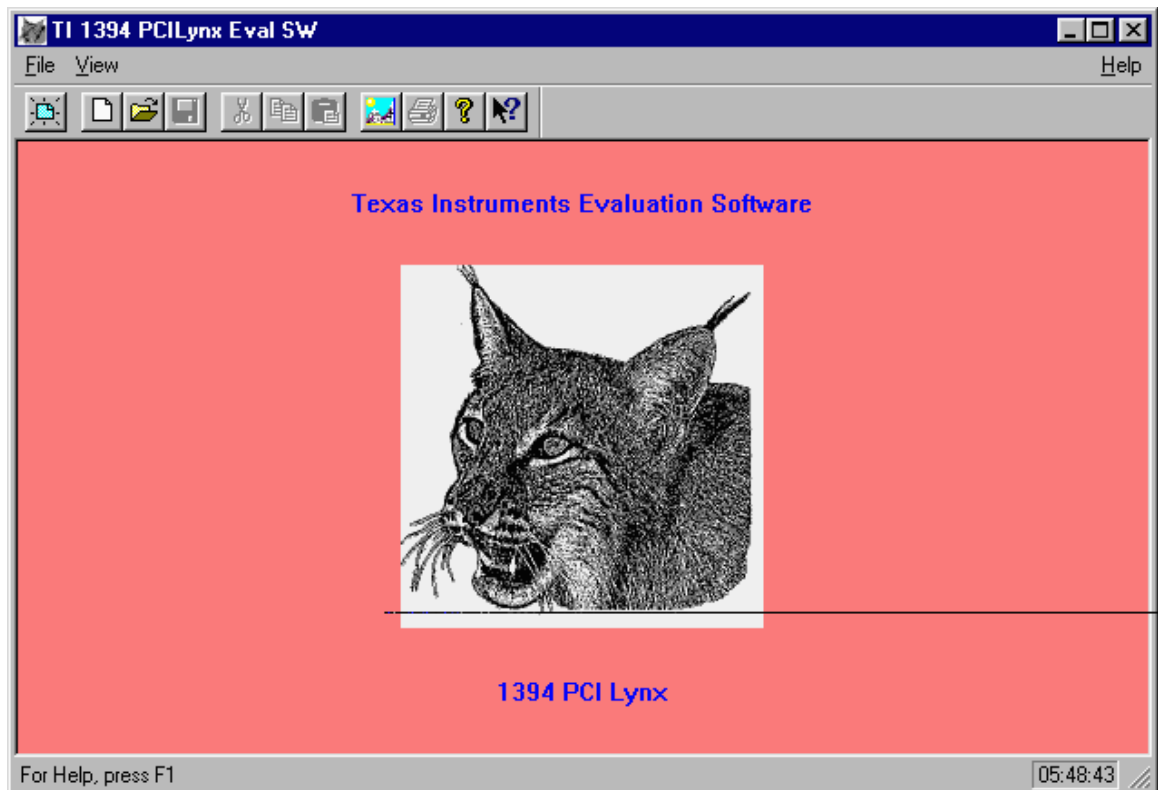 TI 1394 PCILynx Eval SW
File View Help
Texas Instruments Evaluation Software
1394 PCI Lynx
For Help, press F1 05:48:43